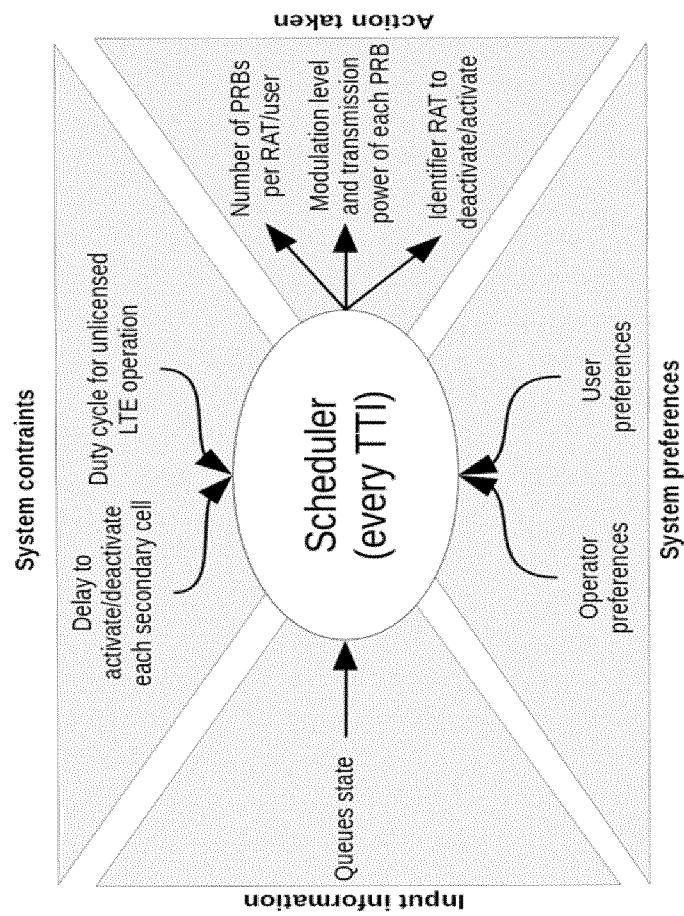 System contraints
Delay to
activate/deactivate
each secondary cell
Duty cycle for unlicensed
LTE operation
Input information
Queues state
Scheduler
(every TTI)
Number of PRBs
per RAT/user
Modulation level
and transmission
power of each PRB
Identifier RAT to
deactivate/activate
Action taken
Operator
preferences
User
preferences
System preferences